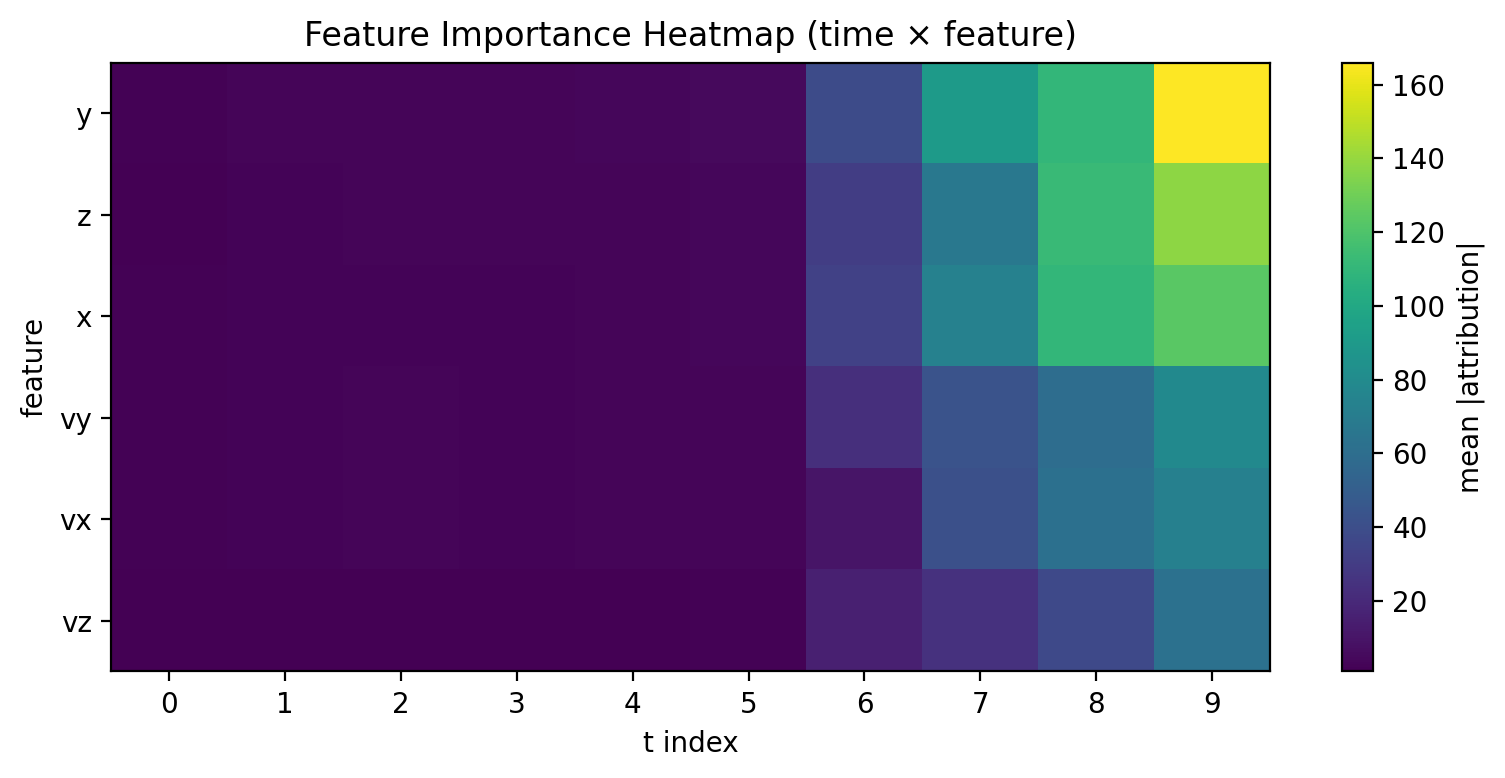 Feature Importance Heatmap (time × feature)
y
z
x
vy
vx
vz
feature
0 1 2 3 4 5 6 7 8 9
t index
160
140
120
100
80
60
40
20
mean |attribution|